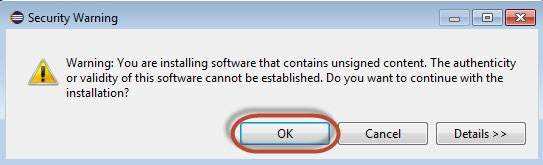 Security Warning
Warning: You are installing software that contains unsigned content. The authenticity
or validity of this software cannot be established. Do you want to continue with the
installation?
OK
Cancel
Details >>